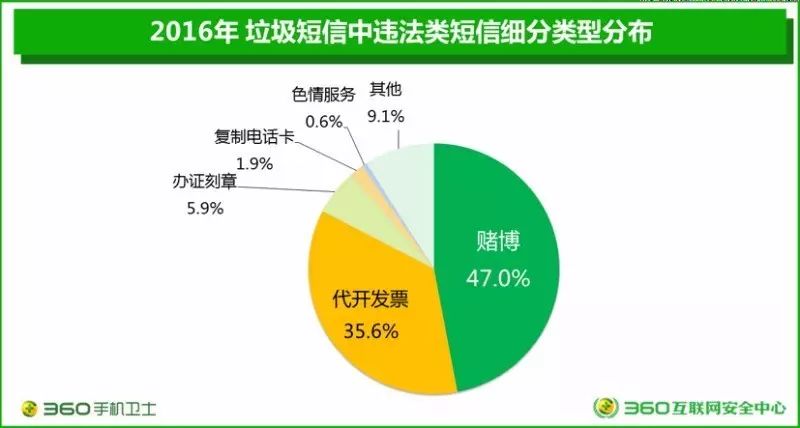 2016年 垃圾短信中违法类短信细分类型分布
色情服务
0.6%
其他
9.1%
复制电话卡
1.9%
办证刻章
5.9%
赌博
47.0%
代开发票
35.6%
360手机卫士
360互联网安全中心